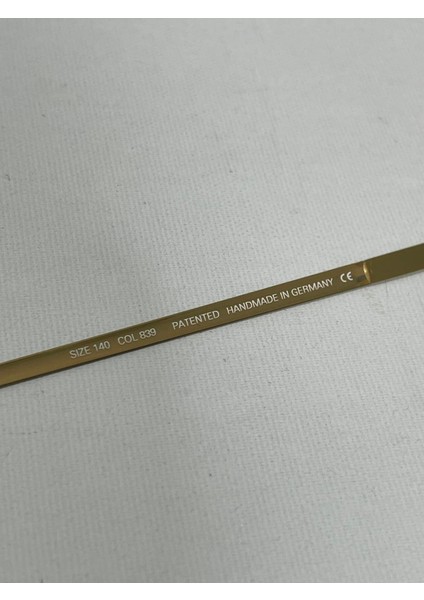 SIZE 140 COL 839 PATENTED HANDMADE IN GERMANY CE